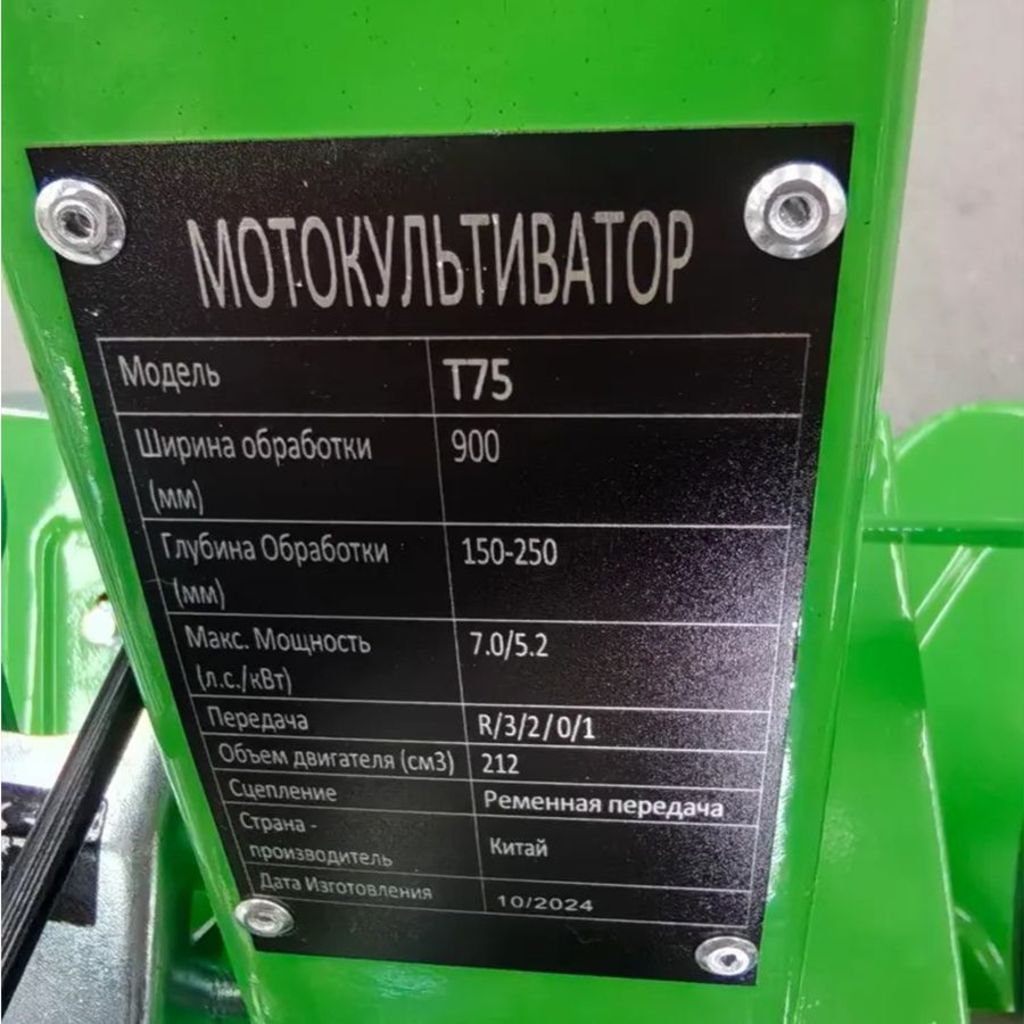 МОТОКУЛЬТИВАТОР
Модель T75
Ширина обработки 900
(мм)
Глубина Обработки 150-250
(мм)
Макс. Мощность 7.0/5.2
(л.с./кВт)
Передача R/3/2/0/1
Объем двигателя (см3) 212
Сцепление Ременная передача
Страна -
производитель Китай
Дата Изготовления 10/2024